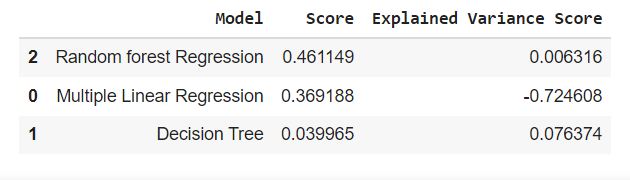 Model Score Explained Variance Score
2 Random forest Regression 0.461149 0.006316
0 Multiple Linear Regression 0.369188 -0.724608
1 Decision Tree 0.039965 0.076374